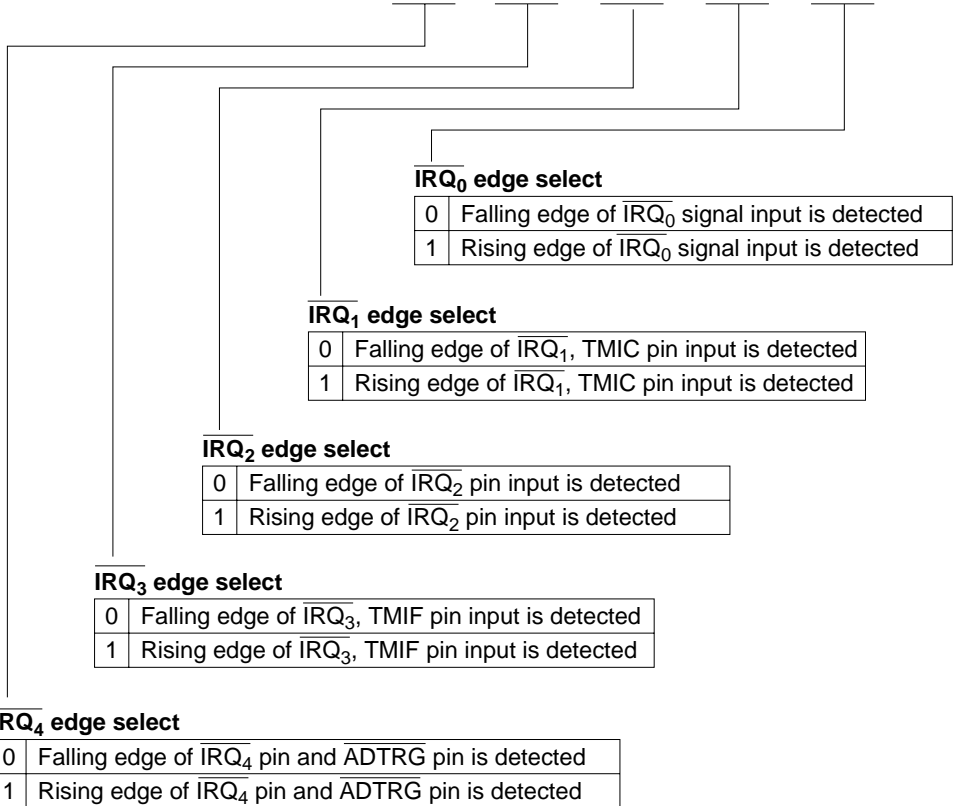 IRQ₀ edge select
0 Falling edge of IRQ₀ signal input is detected
1 Rising edge of IRQ₀ signal input is detected
IRQ₁ edge select
0 Falling edge of IRQ₁, TMIC pin input is detected
1 Rising edge of IRQ₁, TMIC pin input is detected
IRQ₂ edge select
0 Falling edge of IRQ₂ pin input is detected
1 Rising edge of IRQ₂ pin input is detected
IRQ₃ edge select
0 Falling edge of IRQ₃, TMIF pin input is detected
1 Rising edge of IRQ₃, TMIF pin input is detected
RQ₄ edge select
0 Falling edge of IRQ₄ pin and ADTRG pin is detected
1 Rising edge of IRQ₄ pin and ADTRG pin is detected